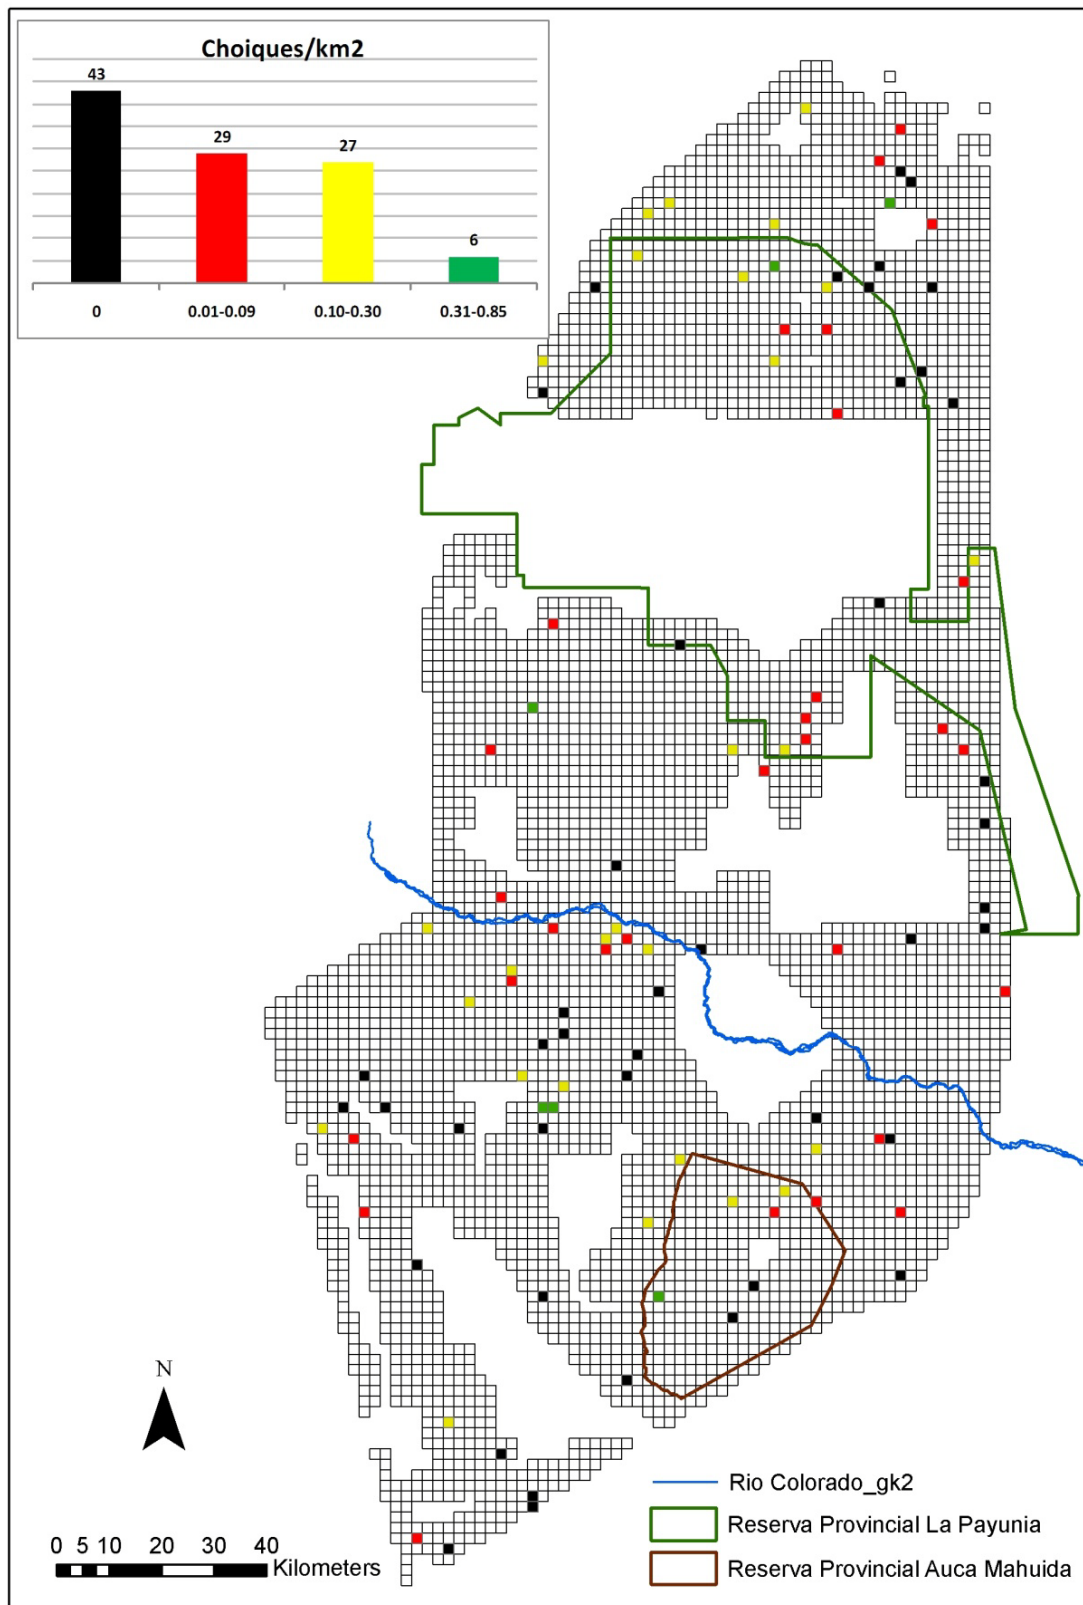 Choiques/km2
43
29
27
6
0
0.01-0.09
0.10-0.30
0.31-0.85
N
0 5 10 20 30 40
Kilometers
Rio Colorado_gk2
Reserva Provincial La Payunia
Reserva Provincial Auca Mahuida